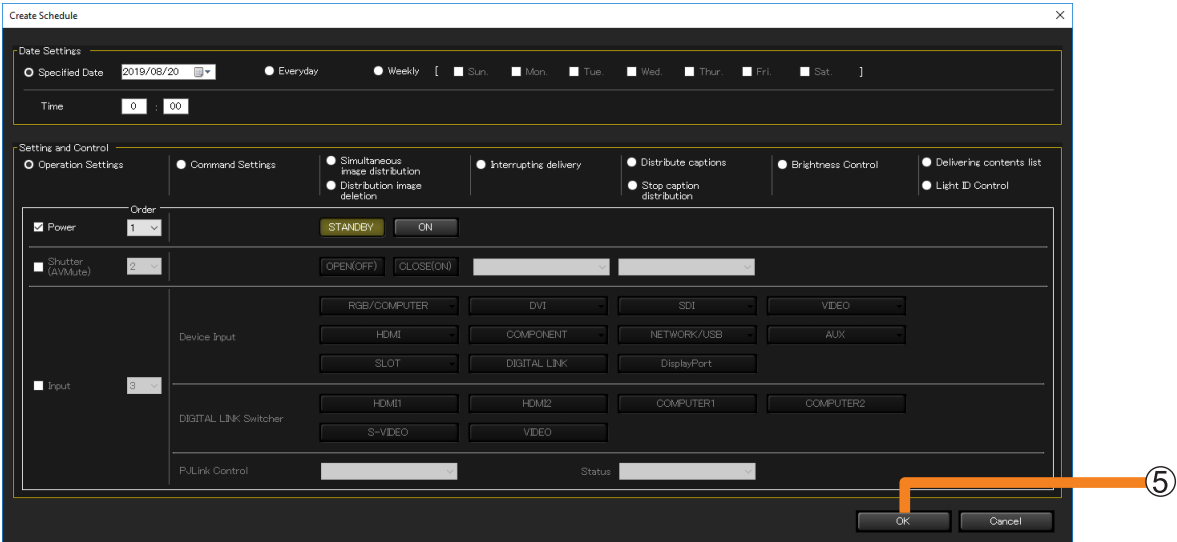 Create Schedule
Date Settings
Specified Date 2019/08/20 Everyday Weekly [ Sun. Mon. Tue. Wed. Thur. Fri. Sat. ]
Time 0 : 00
Setting and Control
Operation Settings Command Settings Simultaneous image distribution Interrupting delivery Distribute captions Brightness Control Delivering contents list
Distribution image deletion Stop caption distribution Light ID Control
Order
Power 1 STANDBY ON
Shutter (AVMute) 2 OPEN(OFF) CLOSE(ON)
RGB/COMPUTER DVI SDI VIDEO
Device Input HDMI COMPONENT NETWORK/USB AUX
SLOT DIGITAL LINK DisplayPort
Input 3
HDMI1 HDMI2 COMPUTER1 COMPUTER2
DIGITAL LINK Switcher
S-VIDEO VIDEO
PJLink Control Status
⑤
OK Cancel